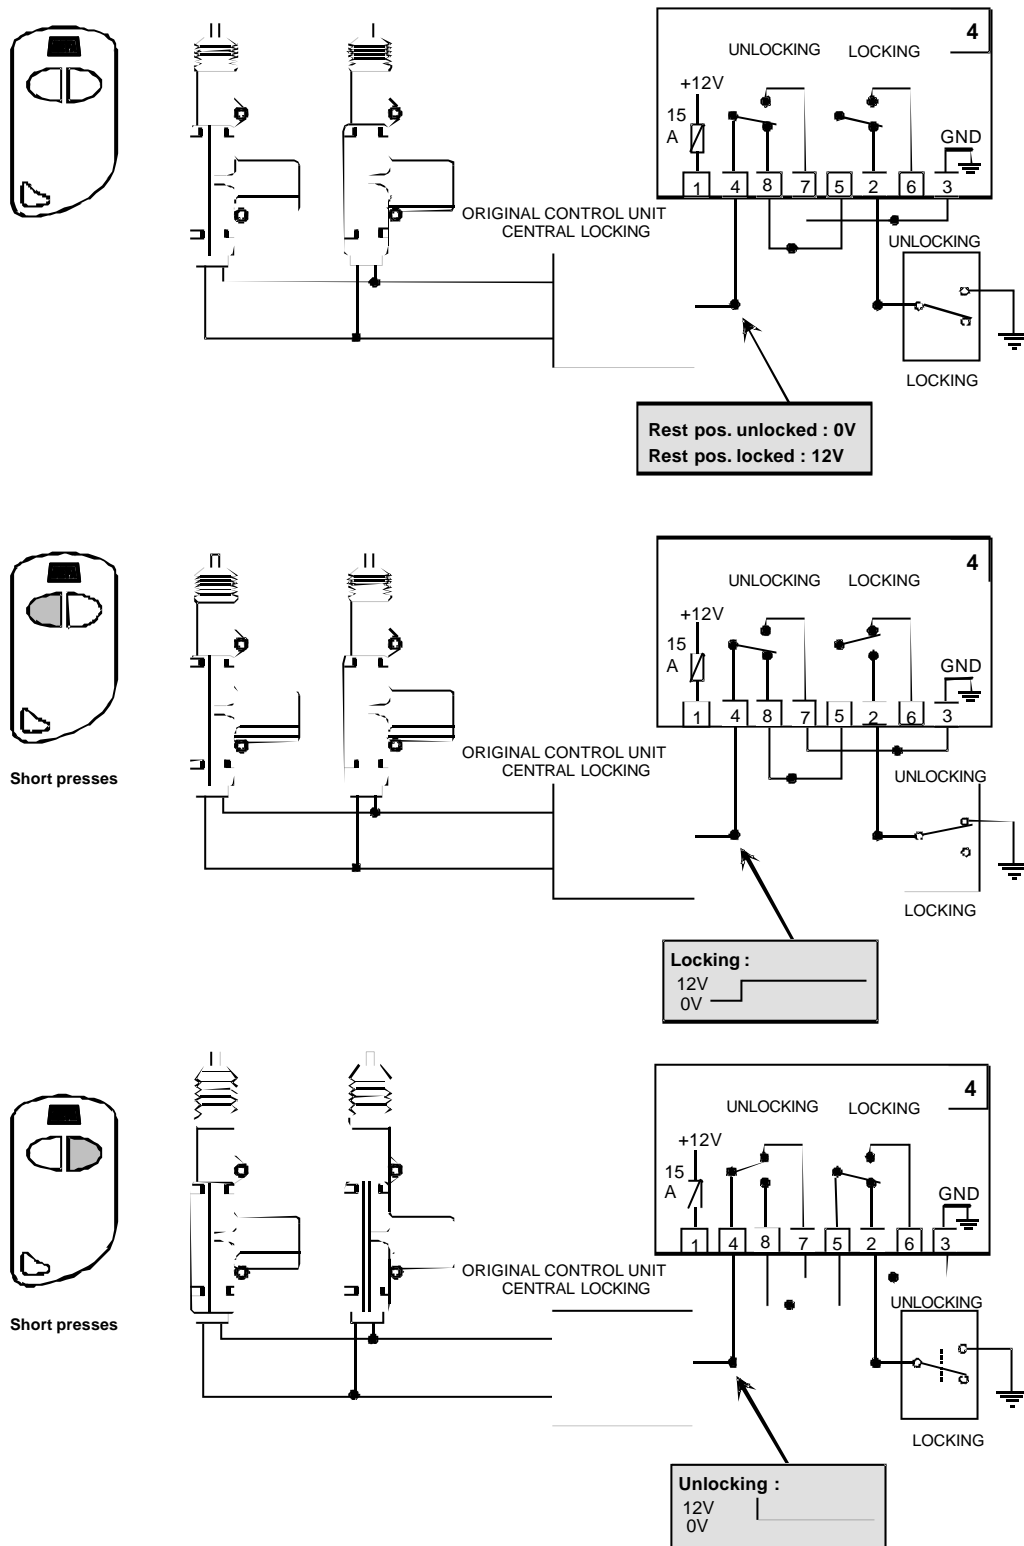 4
UNLOCKING LOCKING
+12V
15
A
GND
1 4 8 7 5 2 6 3
ORIGINAL CONTROL UNIT
CENTRAL LOCKING
UNLOCKING
LOCKING
Rest pos. unlocked : 0V
Rest pos. locked : 12V
4
UNLOCKING LOCKING
+12V
15
A
GND
1 4 8 7 5 2 6 3
Short presses
ORIGINAL CONTROL UNIT
CENTRAL LOCKING
UNLOCKING
LOCKING
Locking :
12V
0V
4
UNLOCKING LOCKING
+12V
15
A
GND
1 4 8 7 5 2 6 3
ORIGINAL CONTROL UNIT
CENTRAL LOCKING
UNLOCKING
Short presses
LOCKING
Unlocking :
12V
0V